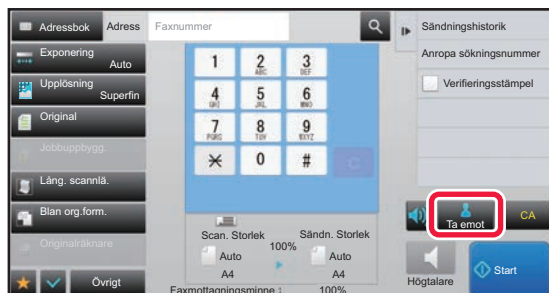 Adressbok
Adress
Faxnummer
Sändningshistorik
Exponering
Auto
Anropa sökningsnummer
Upplösning
Superfin
Verifieringsstämpel
Original
Jobbuppbygg.
Lång. scannlä.
Blan org.form.
Originalräknare
Övrigt
1
2
ABC
3
DEF
4
GHI
5
JKL
6
MNO
7
PQRS
8
TUV
9
WXYZ
0
#
C
Scan. Storlek
100%
Sändn. Storlek
Auto
A4
Auto
A4
Faxmottagningsminne :
100%
Ta emot
CA
Högtalare
Start